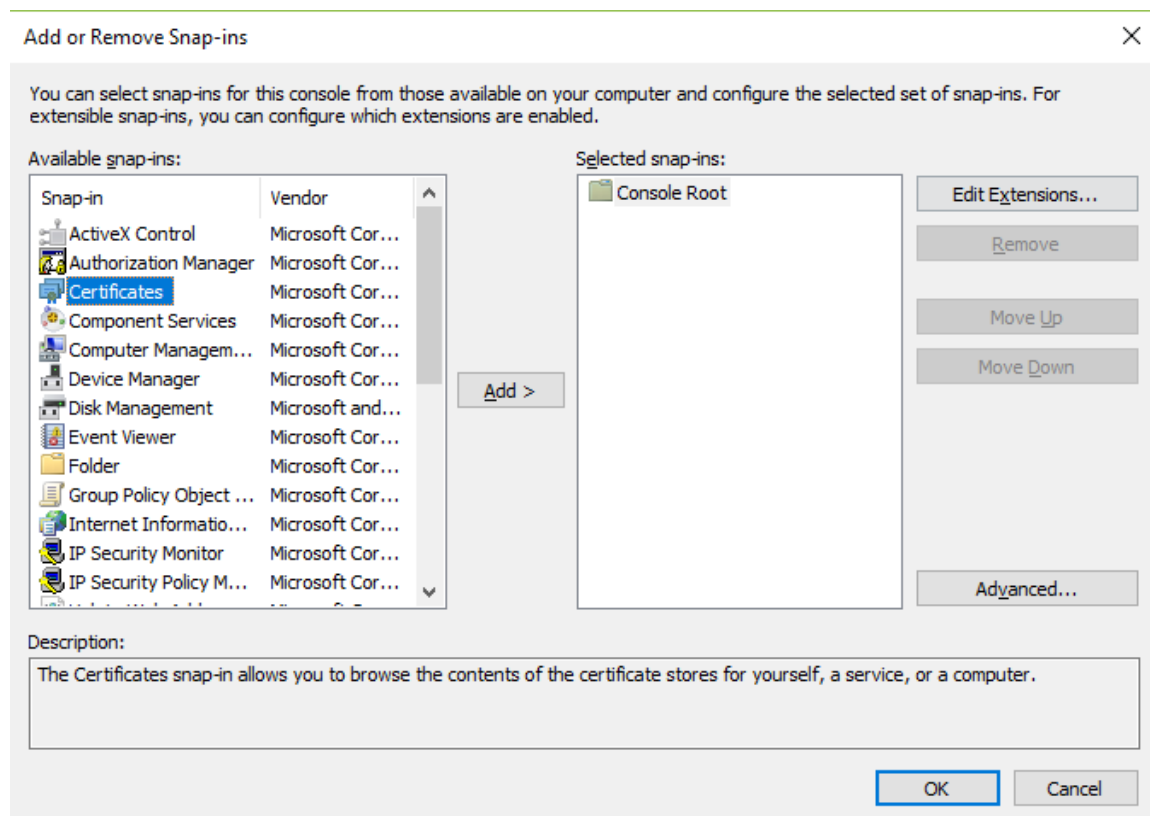 Add or Remove Snap-ins
You can select snap-ins for this console from those available on your computer and configure the selected set of snap-ins. For
extensible snap-ins, you can configure which extensions are enabled.
Available snap-ins:
Selected snap-ins:
Snap-in Vendor
ActiveX Control Microsoft Cor...
Authorization Manager Microsoft Cor...
Certificates Microsoft Cor...
Component Services Microsoft Cor...
Computer Managem... Microsoft Cor...
Device Manager Microsoft Cor...
Disk Management Microsoft and...
Event Viewer Microsoft Cor...
Folder Microsoft Cor...
Group Policy Object ... Microsoft Cor...
Internet Informatio... Microsoft Cor...
IP Security Monitor Microsoft Cor...
IP Security Policy M... Microsoft Cor...
Add >
Console Root
Edit Extensions...
Remove
Move Up
Move Down
Advanced...
Description:
The Certificates snap-in allows you to browse the contents of the certificate stores for yourself, a service, or a computer.
OK
Cancel